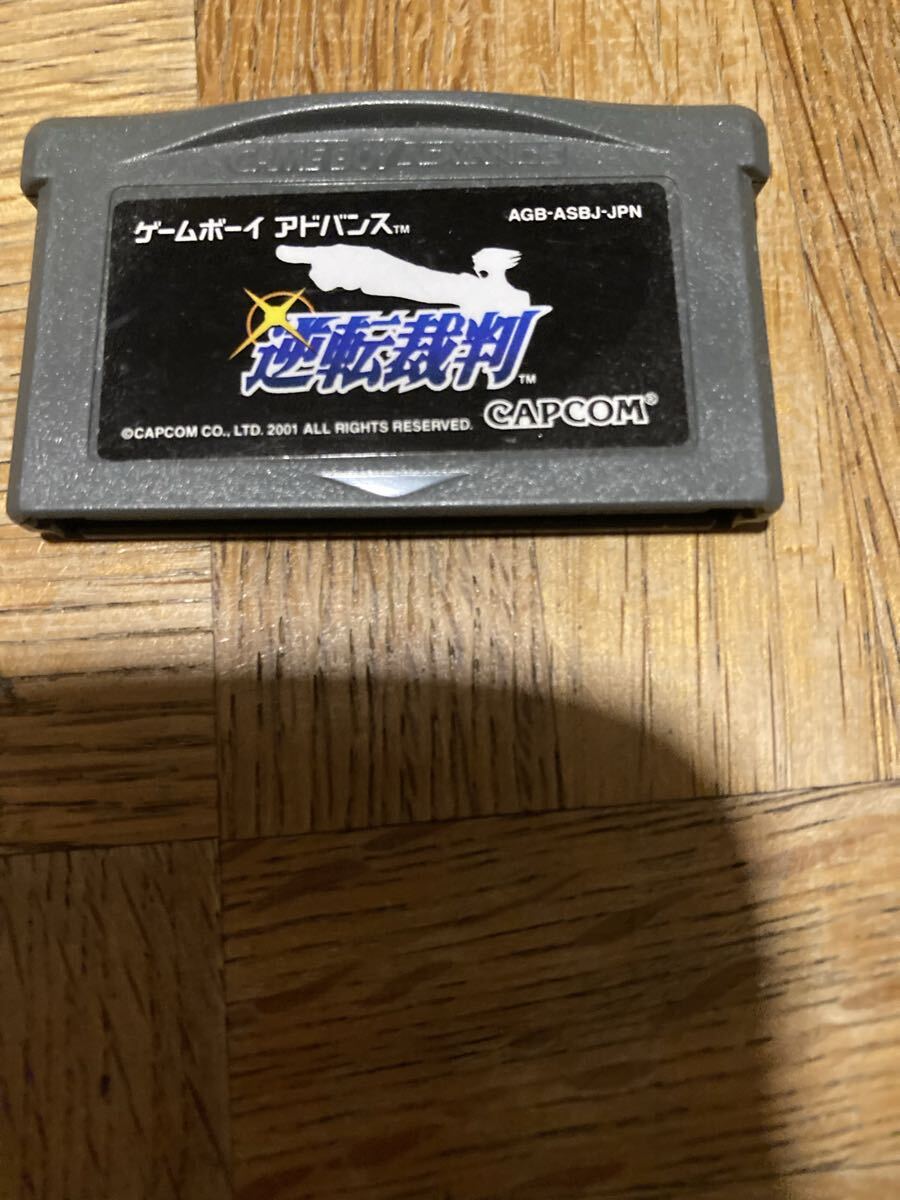 GAME BOY ADVANCE
ゲームボーイ アドバンス™
AGB-ASBJ-JPN
逆転裁判™
CAPCOM®
©CAPCOM CO., LTD. 2001 ALL RIGHTS RESERVED.